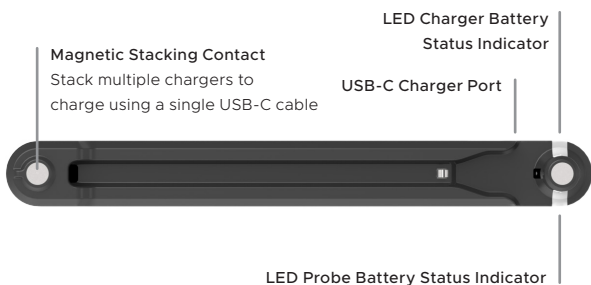 LED Charger Battery
Status Indicator
Magnetic Stacking Contact
Stack multiple chargers to
charge using a single USB-C cable
USB-C Charger Port
LED Probe Battery Status Indicator